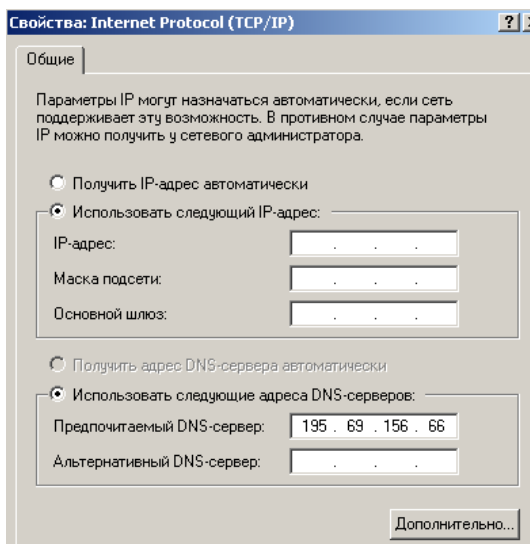 Свойства: Internet Protocol (TCP/IP)
Общие
Параметры IP могут назначаться автоматически, если сеть
поддерживает эту возможность. В противном случае параметры
IP можно получить у сетевого администратора.
Получить IP-адрес автоматически
Использовать следующий IP-адрес:
IP-адрес: . . .
Маска подсети: . . .
Основной шлюз: . . .
Получить адрес DNS-сервера автоматически
Использовать следующие адреса DNS-серверов:
Предпочитаемый DNS-сервер: 195 . 69 . 156 . 66
Альтернативный DNS-сервер: . . .
Дополнительно...